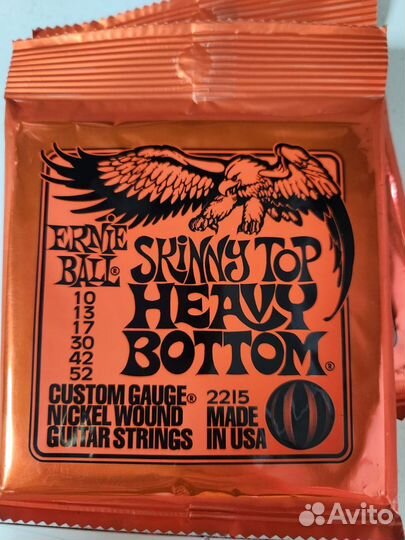 ERNIE
BALL®
SKINNY TOP
HEAVY
BOTTOM®
10
13
17
30
42
52
CUSTOM GAUGE®
NICKEL WOUND
GUITAR STRINGS
2215
MADE
IN USA
Avito